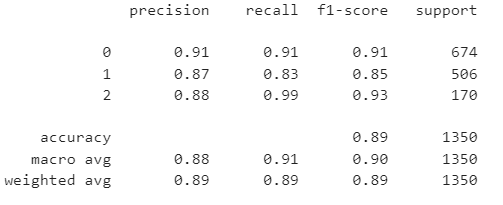 precision recall f1-score support
0 0.91 0.91 0.91 674
1 0.87 0.83 0.85 506
2 0.88 0.99 0.93 170
accuracy 0.89 1350
macro avg 0.88 0.91 0.90 1350
weighted avg 0.89 0.89 0.89 1350